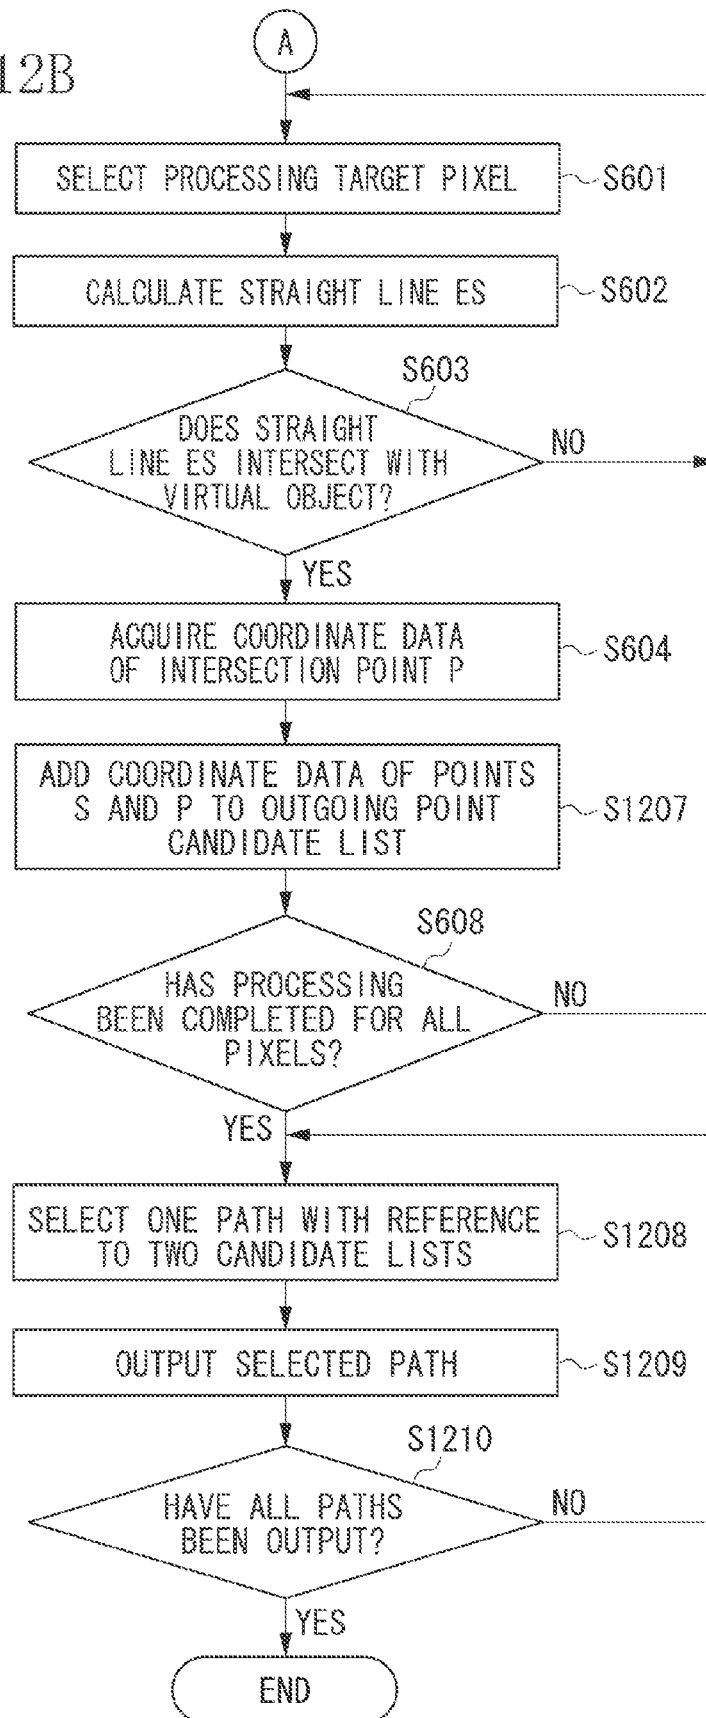 12B
A
SELECT PROCESSING TARGET PIXEL
S601
CALCULATE STRAIGHT LINE ES
S602
S603
DOES STRAIGHT
LINE ES INTERSECT WITH
VIRTUAL OBJECT?
NO
YES
ACQUIRE COORDINATE DATA
OF INTERSECTION POINT P
S604
ADD COORDINATE DATA OF POINTS
S AND P TO OUTGOING POINT
CANDIDATE LIST
S1207
S608
HAS PROCESSING
BEEN COMPLETED FOR ALL
PIXELS?
NO
YES
SELECT ONE PATH WITH REFERENCE
TO TWO CANDIDATE LISTS
S1208
OUTPUT SELECTED PATH
S1209
S1210
HAVE ALL PATHS
BEEN OUTPUT?
NO
YES
END